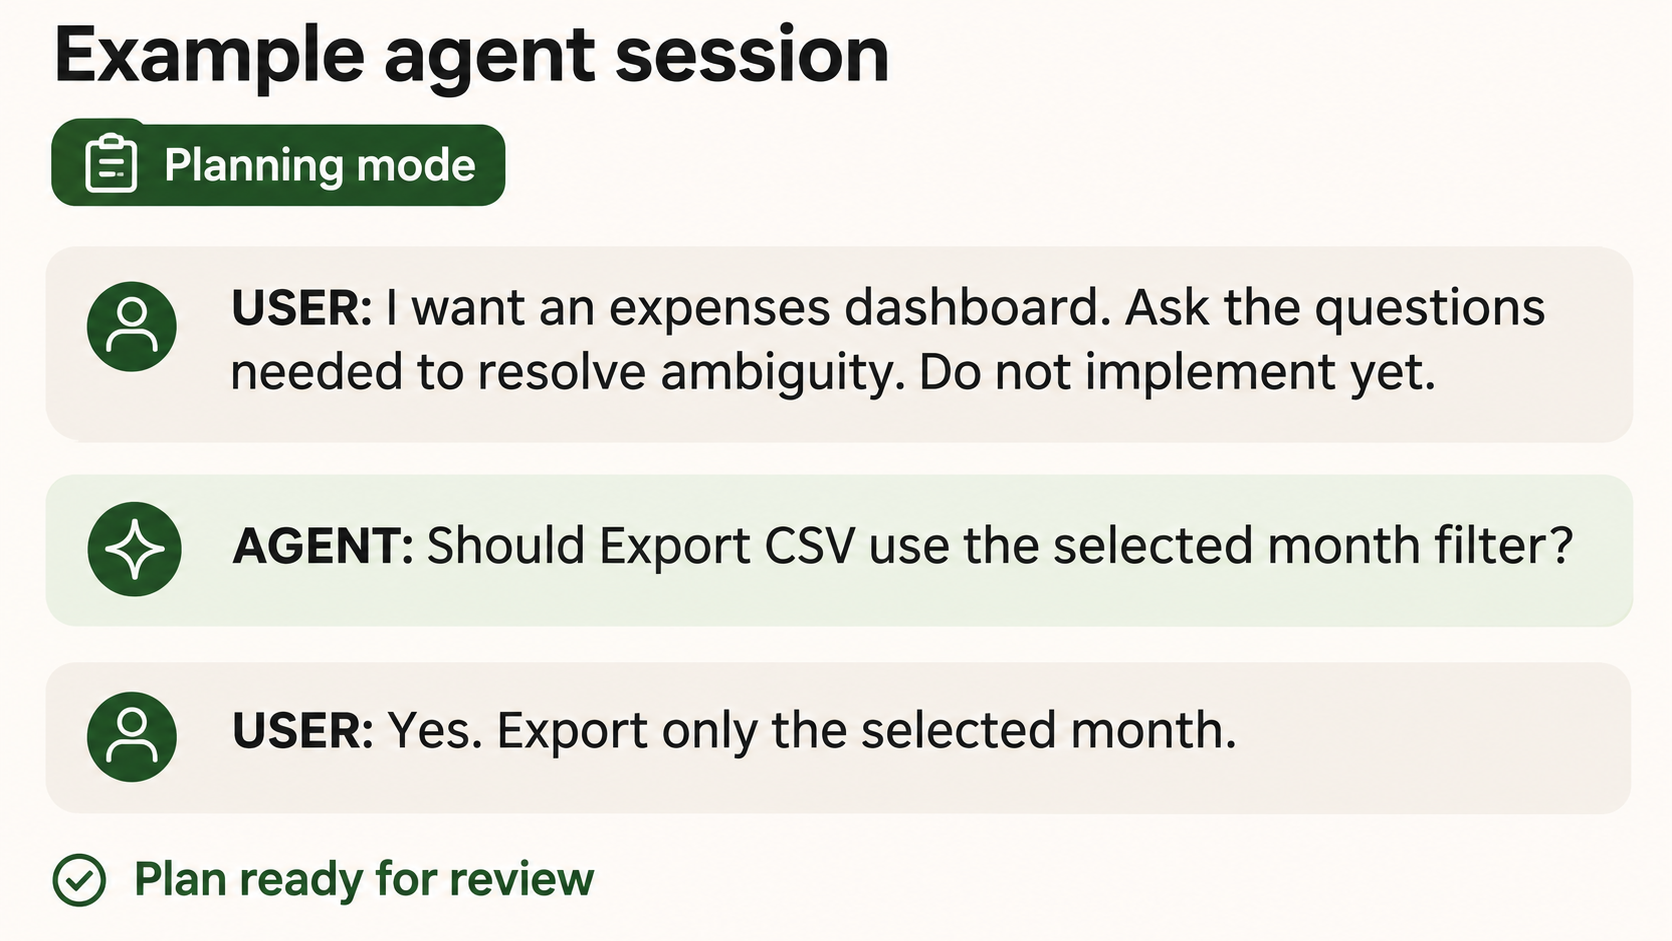 Example agent session
Planning mode
USER: I want an expenses dashboard. Ask the questions
needed to resolve ambiguity. Do not implement yet.
AGENT: Should Export CSV use the selected month filter?
USER: Yes. Export only the selected month.
Plan ready for review